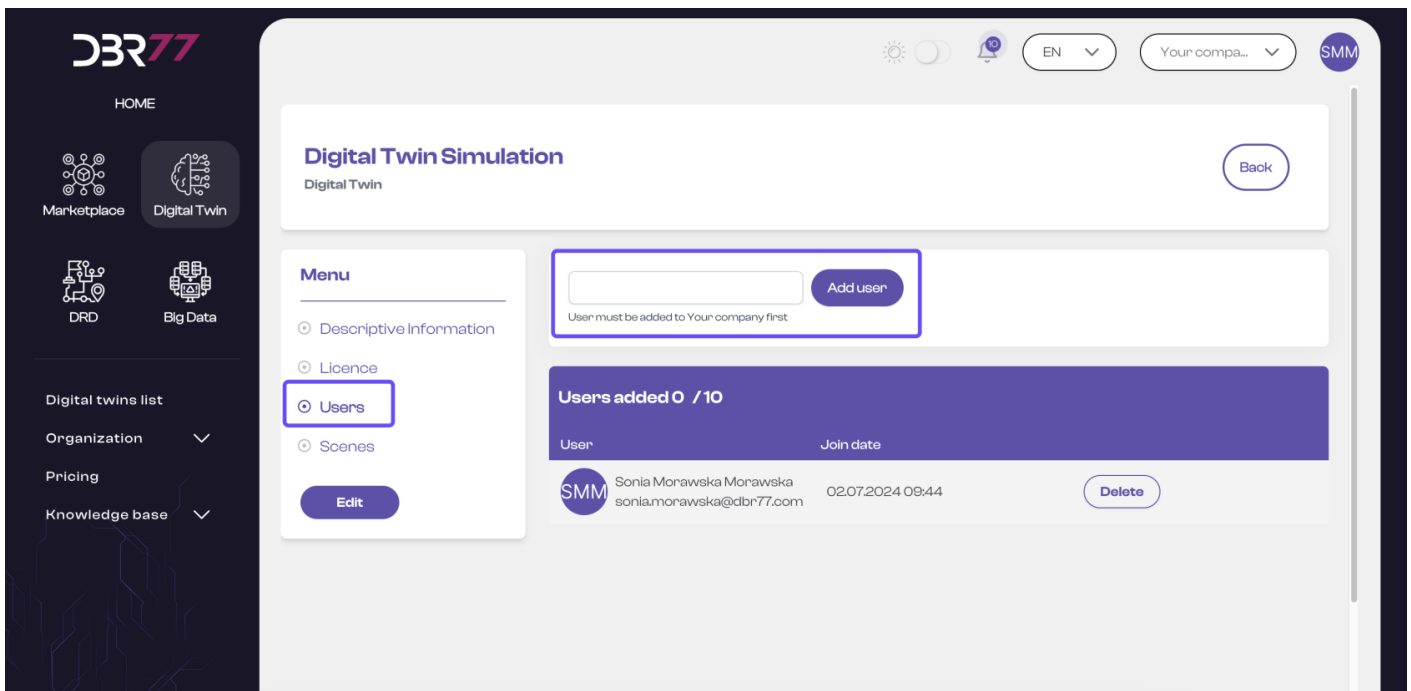 DBR77
HOME
Marketplace
Digital Twin
DRD
Big Data
Digital twins list
Organization
Pricing
Knowledge base
10
EN
Your compa...
SMM
Digital Twin Simulation
Digital Twin
Back
Menu
Descriptive Information
Licence
Users
Scenes
Edit
Add user
User must be added to Your company first
Users added 0 / 10
User Join date
SMM
Sonia Morawska Morawska
sonia.morawska@dbr77.com
02.07.2024 09:44
Delete